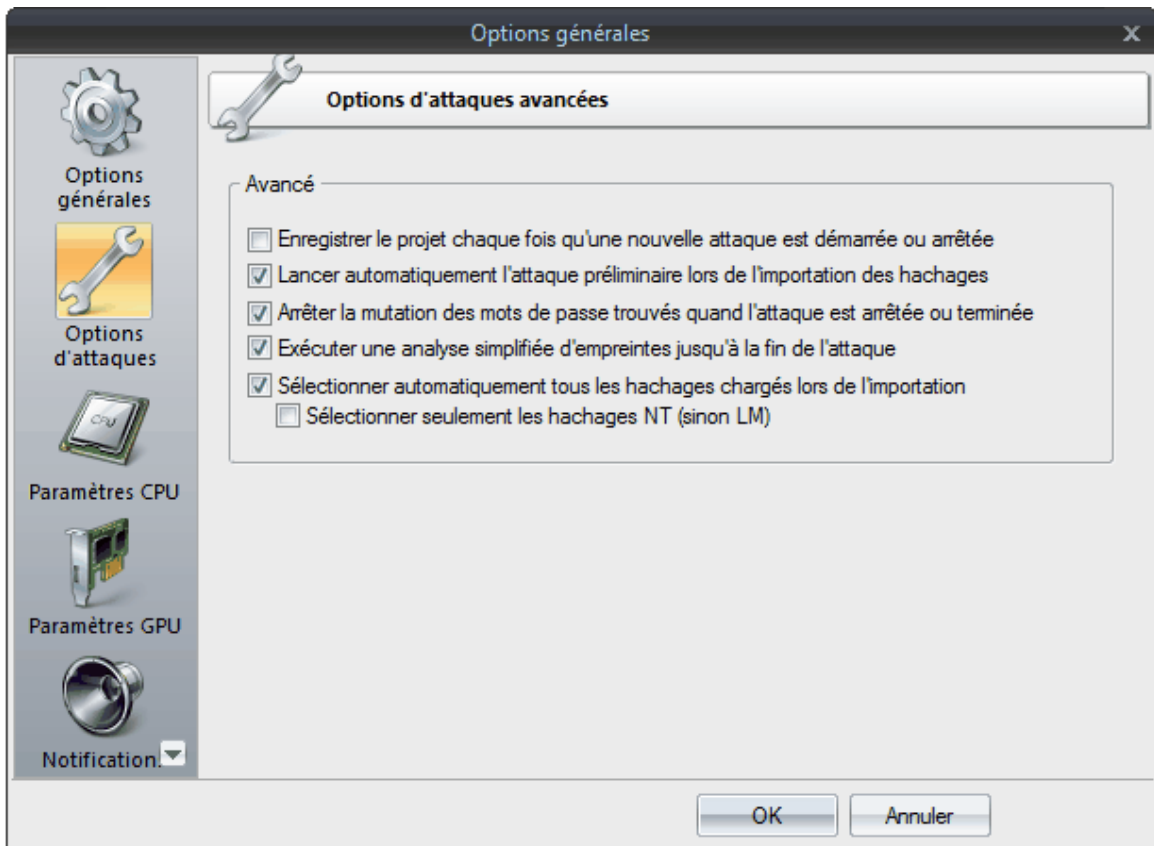 Options générales
x
Options
générales
Options
d'attaques
CPU
Paramètres CPU
Paramètres GPU
Notification
Options d'attaques avancées
Avancé
Enregistrer le projet chaque fois qu'une nouvelle attaque est démarrée ou arrêtée
Lancer automatiquement l'attaque préliminaire lors de l'importation des hachages
Arrêter la mutation des mots de passe trouvés quand l'attaque est arrêtée ou terminée
Exécuter une analyse simplifiée d'empreintes jusqu'à la fin de l'attaque
Sélectionner automatiquement tous les hachages chargés lors de l'importation
Sélectionner seulement les hachages NT (sinon LM)
OK
Annuler